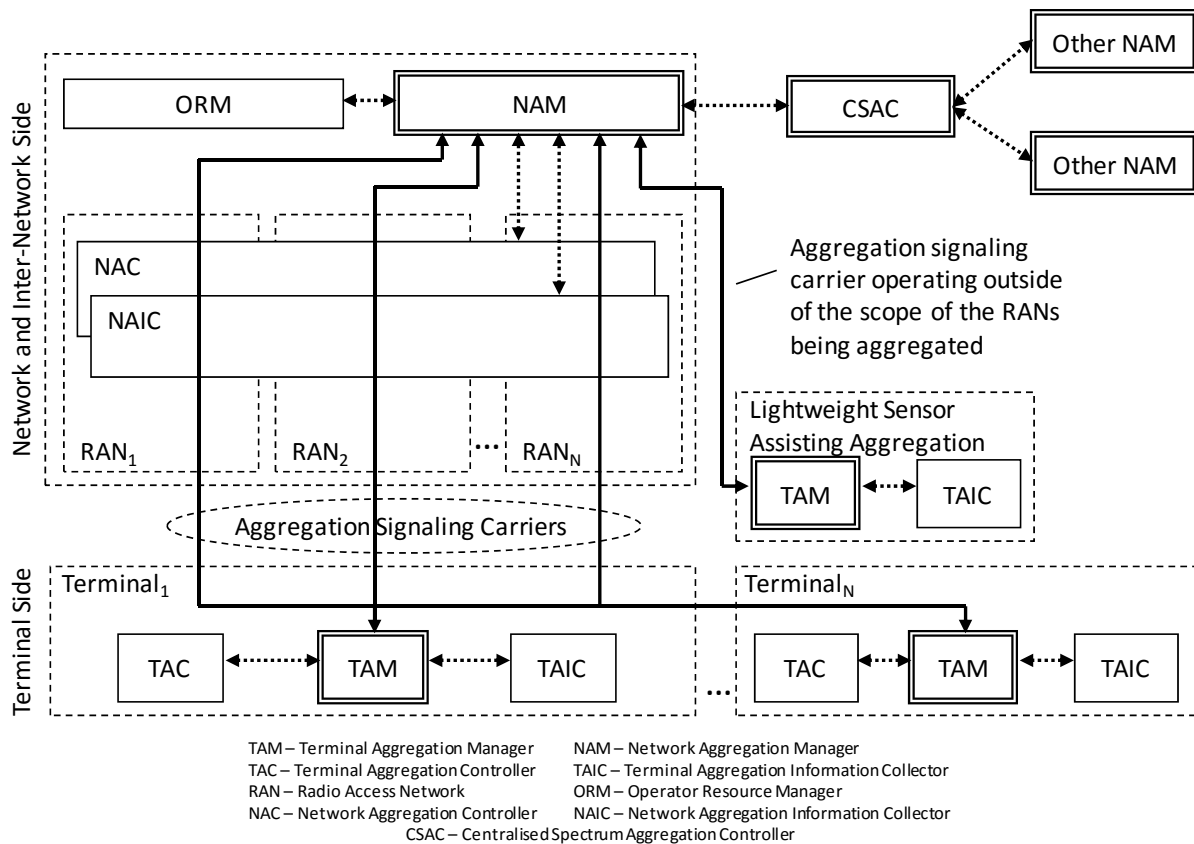 Network and Inter-Network Side
ORM
NAM
CSAC
Other NAM
Other NAM
NAC
NAIC
RAN1
RAN2
...
RANN
Aggregation signaling
carrier operating outside
of the scope of the RANs
being aggregated
Lightweight Sensor
Assisting Aggregation
TAM
TAIC
Aggregation Signaling Carriers
Terminal Side
Terminal1
TAC
TAM
TAIC
...
TerminalN
TAC
TAM
TAIC
TAM – Terminal Aggregation Manager
NAM – Network Aggregation Manager
TAC – Terminal Aggregation Controller
TAIC – Terminal Aggregation Information Collector
RAN – Radio Access Network
ORM – Operator Resource Manager
NAC – Network Aggregation Controller
NAIC – Network Aggregation Information Collector
CSAC – Centralised Spectrum Aggregation Controller